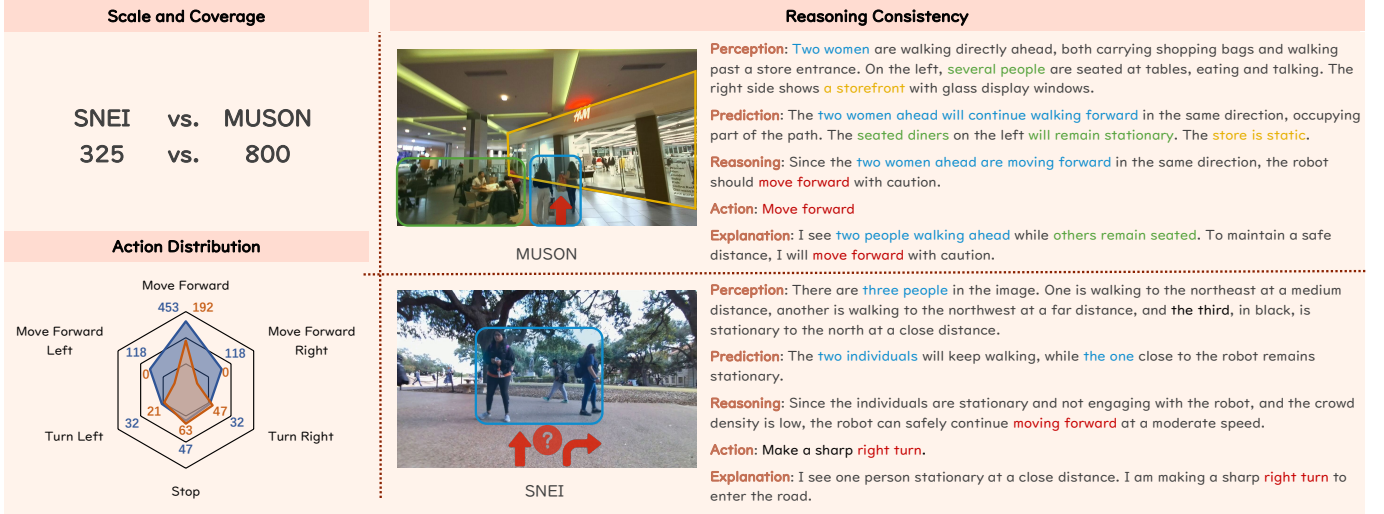 Scale and Coverage
SNEI vs. MUSON
325 vs. 800
Action Distribution
Move Forward
453 192
Move Forward
Left
Move Forward
Right
118
118
0
0
21
47
32
32
63
47
Turn Left
Turn Right
Stop
Reasoning Consistency
H&M
MUSON
Perception: Two women are walking directly ahead, both carrying shopping bags and walking
past a store entrance. On the left, several people are seated at tables, eating and talking. The
right side shows a storefront with glass display windows.
Prediction: The two women ahead will continue walking forward in the same direction, occupying
part of the path. The seated diners on the left will remain stationary. The store is static.
Reasoning: Since the two women ahead are moving forward in the same direction, the robot
should move forward with caution.
Action: Move forward
Explanation: I see two people walking ahead while others remain seated. To maintain a safe
distance, I will move forward with caution.
?
SNEI
Perception: There are three people in the image. One is walking to the northeast at a medium
distance, another is walking to the northwest at a far distance, and the third, in black, is
stationary to the north at a close distance.
Prediction: The two individuals will keep walking, while the one close to the robot remains
stationary.
Reasoning: Since the individuals are stationary and not engaging with the robot, and the crowd
density is low, the robot can safely continue moving forward at a moderate speed.
Action: Make a sharp right turn.
Explanation: I see one person stationary at a close distance. I am making a sharp right turn to
enter the road.